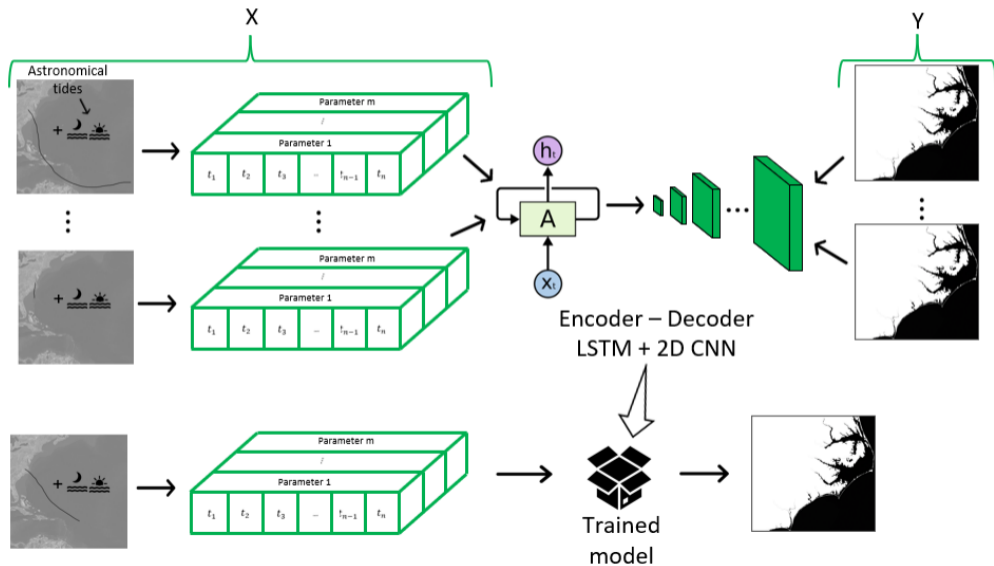 X
Y
Astronomical
tides
+
Parameter m
/
Parameter 1
t₁ t₂ t₃ ... tₙ₋₁ tₙ
hₜ
A
xₜ
...
+
Parameter m
/
Parameter 1
t₁ t₂ t₃ ... tₙ₋₁ tₙ
Encoder – Decoder
LSTM + 2D CNN
+
Parameter m
/
Parameter 1
t₁ t₂ t₃ ... tₙ₋₁ tₙ
Trained
model